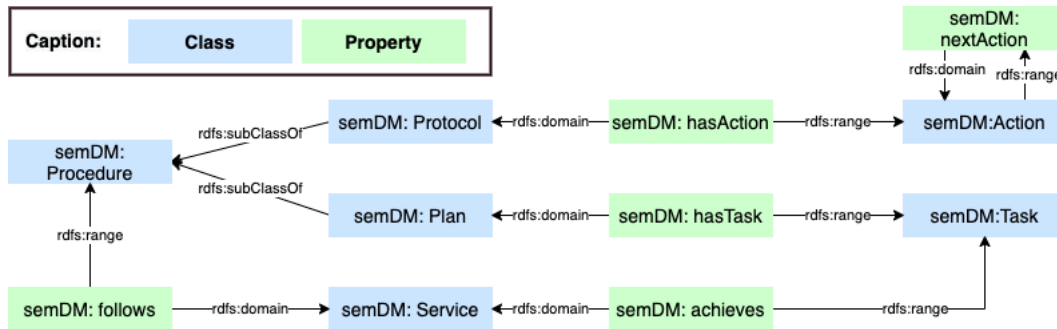 Caption:
Class
Property
semDM:
nextAction
rdfs:domain
rdfs:range
semDM: Protocol
rdfs:domain
semDM: hasAction
rdfs:range
semDM:Action
rdfs:subClassOf
semDM:
Procedure
rdfs:subClassOf
semDM: Plan
rdfs:domain
semDM: hasTask
rdfs:range
semDM:Task
rdfs:range
semDM: follows
rdfs:domain
semDM: Service
rdfs:domain
semDM: achieves
rdfs:range